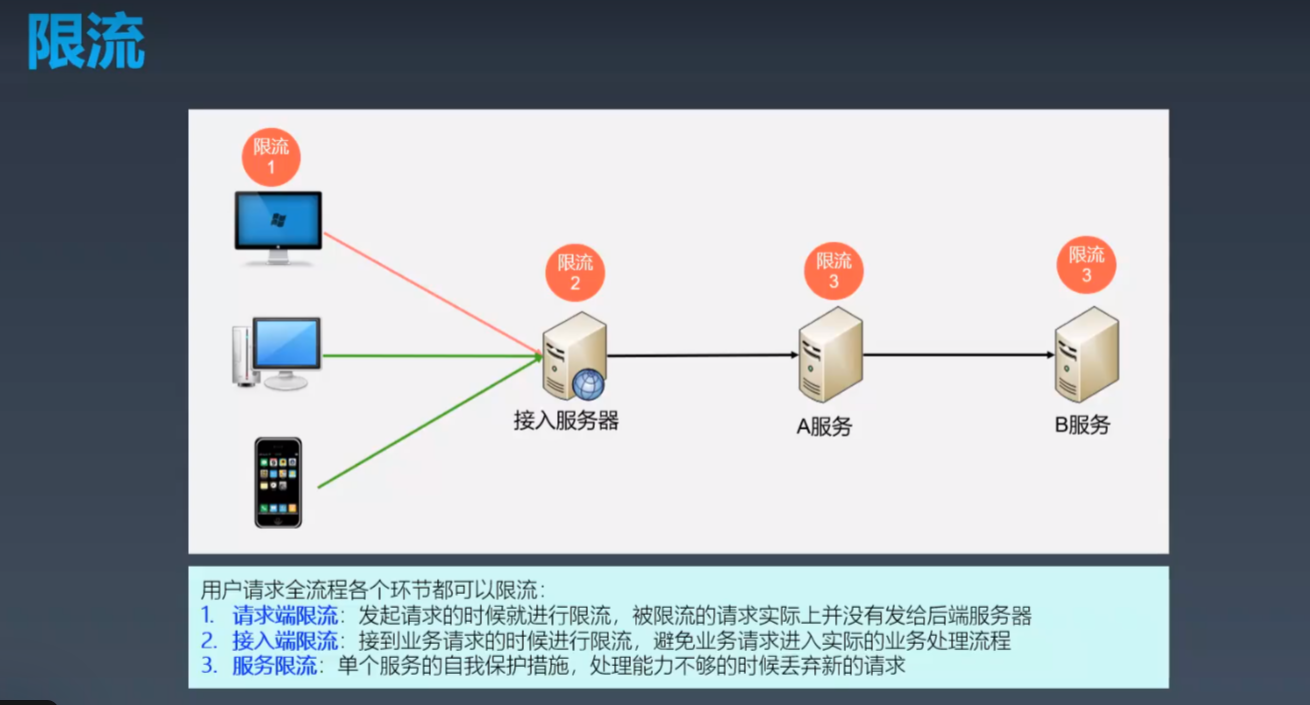 限流
限流
1
限流
2
限流
3
限流
3
接入服务器
A服务
B服务
用户请求全流程各个环节都可以限流：
1. 请求端限流：发起请求的时候就进行限流，被限流的请求实际上并没有发给后端服务器
2. 接入端限流：接到业务请求的时候进行限流，避免业务请求进入实际的业务处理流程
3. 服务限流：单个服务的自我保护措施，处理能力不够的时候丢弃新的请求